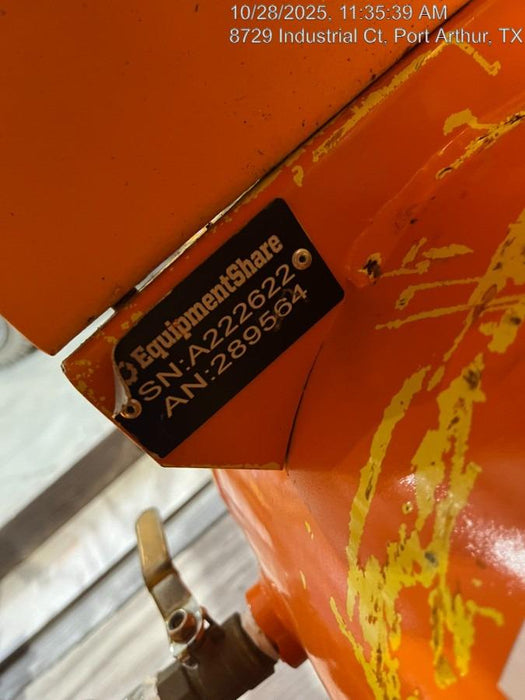 10/28/2025, 11:35:39 AM
8729 Industrial Ct, Port Arthur, TX
EquipmentShare
SN:A222622
AN:289564